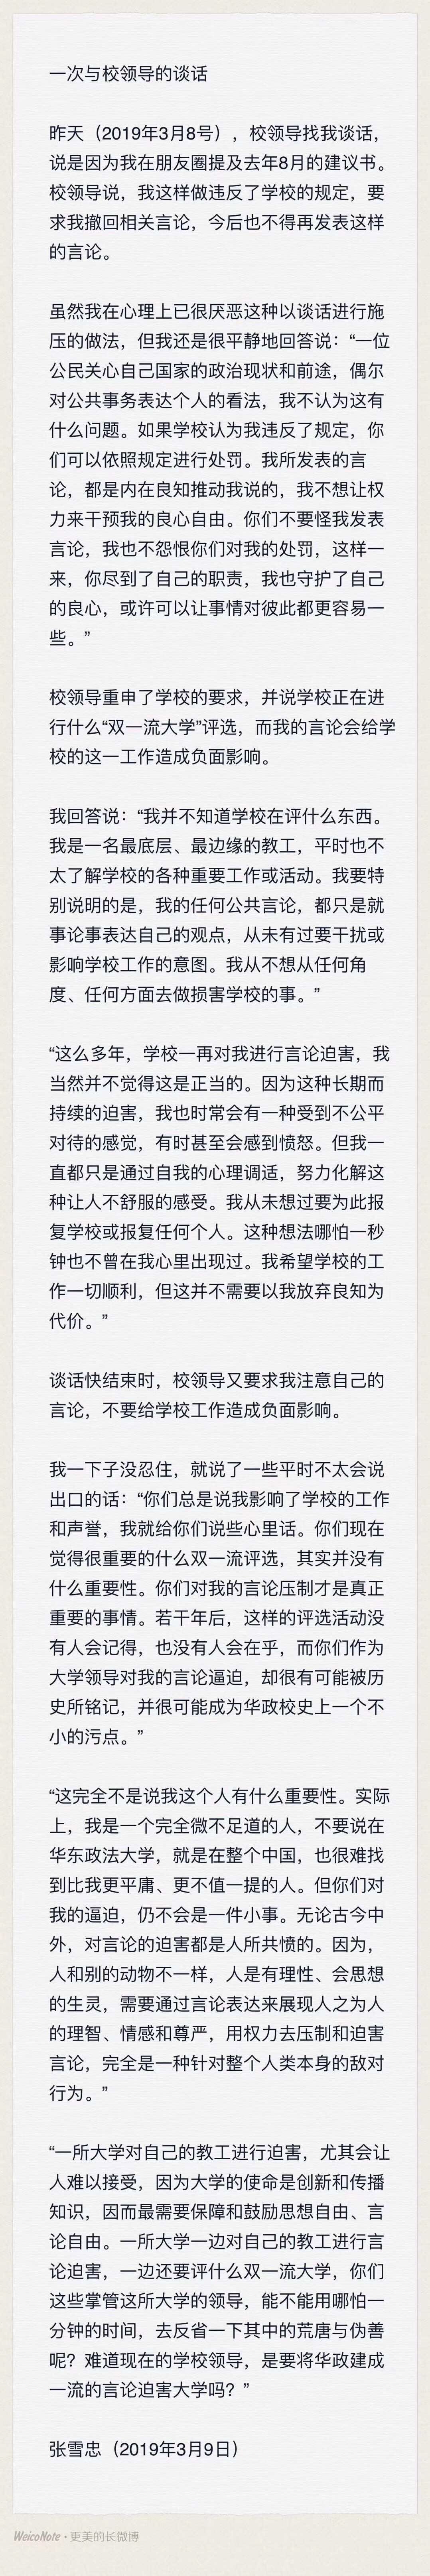 一次与校领导的谈话
昨天（2019年3月8号），校领导找我谈话，
说是因为我在朋友圈提及去年8月的建议书。
校领导说，我这样做违反了学校的规定，要
求我撤回相关言论，今后也不得再发表这样
的言论。
虽然我在心理上已很厌恶这种以谈话进行施
压的做法，但我还是很平静地回答说：“一位
公民关心自己国家的政治现状和前途，偶尔
对公共事务表达个人的看法，我不认为这有
什么问题。如果学校认为我违反了规定，你
们可以依照规定进行处罚。我所发表的言
论，都是内在良知推动我说的，我不想让权
力来干预我的良心自由。你们不要怪我发表
言论，我也不怨恨你们对我的处罚，这样一
来，你尽到了自己的职责，我也守护了自己
的良心，或许可以让事情对彼此都更容易一
些。”
校领导重申了学校的要求，并说学校正在进
行什么“双一流大学”评选，而我的言论会给学
校的这一工作造成负面影响。
我回答说：“我并不知道学校在评什么东西。
我是一名最底层、最边缘的教工，平时也不
太了解学校的各种重要工作或活动。我要特
别说明的是，我的任何公共言论，都只是就
事论事表达自己的观点，从未有过要干扰或
影响学校工作的意图。我从不想从任何角
度、任何方面去做损害学校的事。”
“这么多年，学校一再对我进行言论迫害，我
当然并不觉得这是正当的。因为这种长期而
持续的迫害，我也时常会有一种受到不公平
对待的感觉，有时甚至会感到愤怒。但我一
直都只是通过自我的心理调适，努力化解这
种让人不舒服的感受。我从未想过要为此报
复学校或报复任何个人。这种想法哪怕一秒
钟也不曾在我心里出现过。我希望学校的工
作一切顺利，但这并不需要以我放弃良知为
代价。”
谈话快结束时，校领导又要求我注意自己的
言论，不要给学校工作造成负面影响。
我一下子没忍住，就说了一些平时不太会说
出口的话：“你们总是说我影响了学校的工作
和声誉，我就给你们说些心里话。你们现在
觉得很重要的什么双一流评选，其实并没有
什么重要性。你们对我的言论压制才是真正
重要的事情。若干年后，这样的评选活动没
有人会记得，也没有人会在乎，而你们作为
大学领导对我的言论逼迫，却很有可能被历
史所铭记，并很可能成为华政校史上一个不
小的污点。”
“这完全不是说我这个人有什么重要性。实际
上，我是一个完全微不足道的人，不要说在
华东政法大学，就是在整个中国，也很难找
到比我更平庸、更不值一提的人。但你们对
我的逼迫，仍不会是一件小事。无论古今中
外，对言论的迫害都是人所共愤的。因为，
人和别的动物不一样，人是有理性、会思想
的生灵，需要通过言论表达来展现人之为人
的理智、情感和尊严，用权力去压制和迫害
言论，完全是一种针对整个人类本身的敌对
行为。”
“一所大学对自己的教工进行迫害，尤其会让
人难以接受，因为大学的使命是创新和传播
知识，因而最需要保障和鼓励思想自由、言
论自由。一所大学一边对自己的教工进行言
论迫害，一边还要评什么双一流大学，你们
这些掌管这所大学的领导，能不能用哪怕一
分钟的时间，去反省一下其中的荒唐与伪善
呢？难道现在的学校领导，是要将华政建成
一流的言论迫害大学吗？”
张雪忠（2019年3月9日）
WeicoNote · 更美的长微博